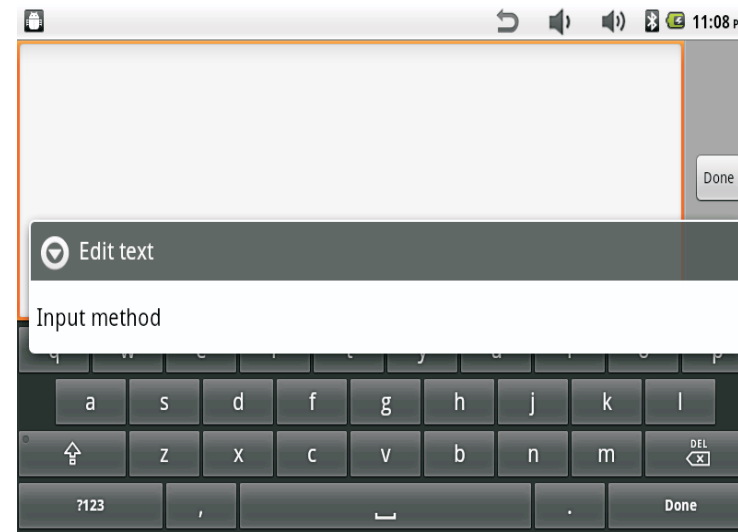 11:08 P
Done
Edit text
Input method
q w e r t y u i o p
a s d f g h j k l
z x c v b n m DEL
?123 , . Done